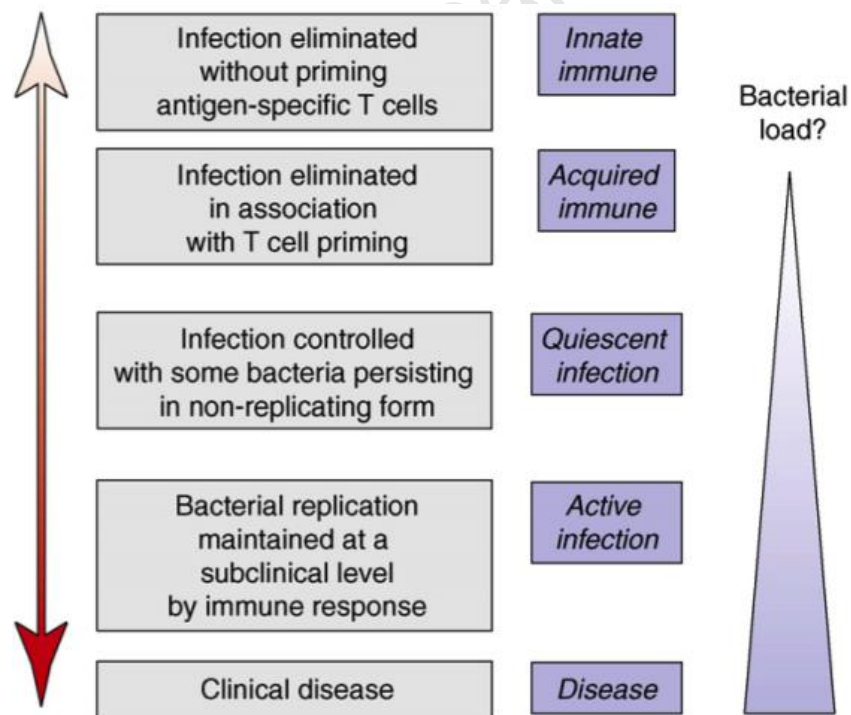 Infection eliminated
without priming
antigen-specific T cells
Innate
immune
Bacterial
load?
Infection eliminated
in association
with T cell priming
Acquired
immune
Infection controlled
with some bacteria persisting
in non-replicating form
Quiescent
infection
Bacterial replication
maintained at a
subclinical level
by immune response
Active
infection
Clinical disease
Disease